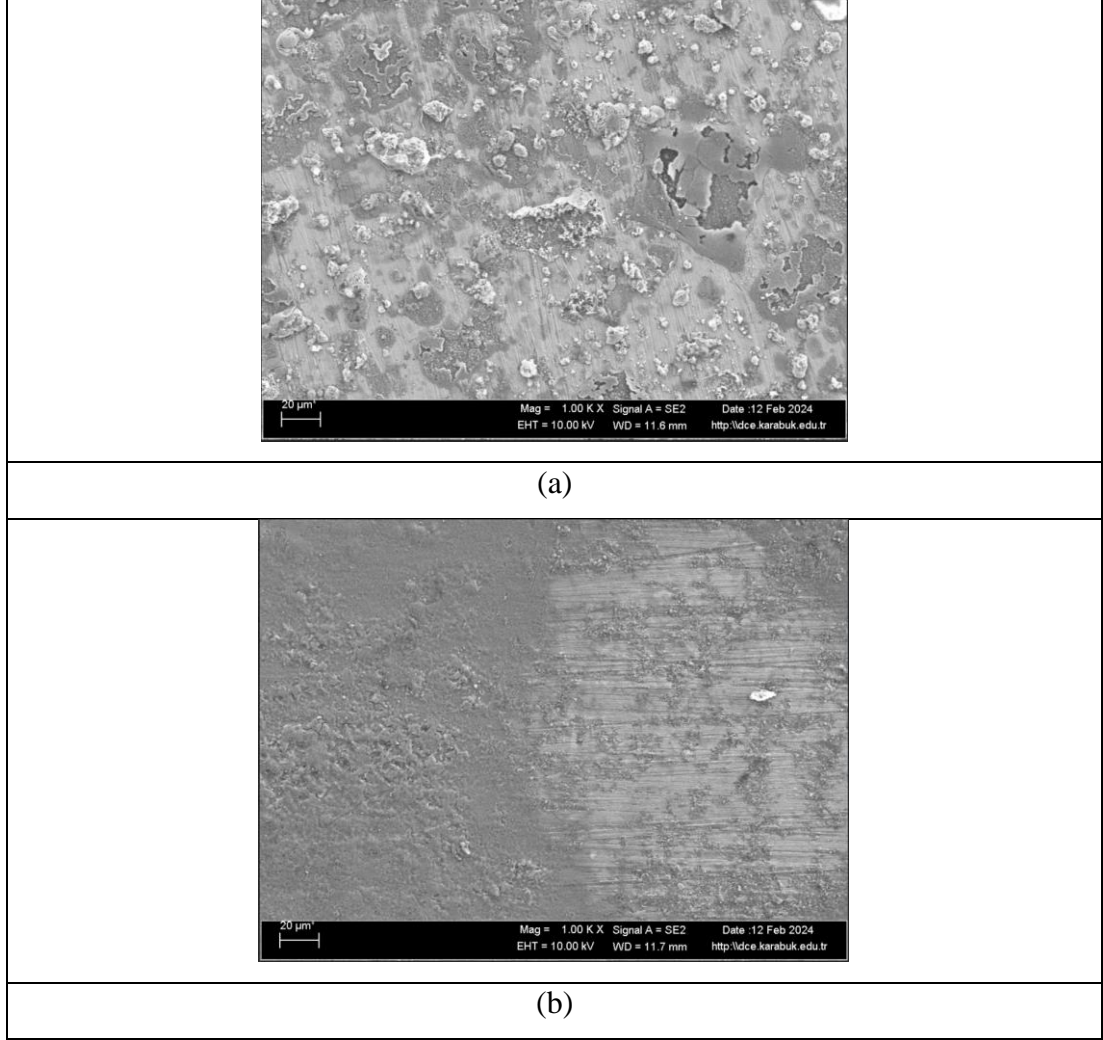 20 µm
Mag = 1.00 K X Signal A = SE2 Date :12 Feb 2024
EHT = 10.00 kV WD = 11.6 mm http:\\dce.karabuk.edu.tr
(a)
20 µm
Mag = 1.00 K X Signal A = SE2 Date :12 Feb 2024
EHT = 10.00 kV WD = 11.7 mm http:\\dce.karabuk.edu.tr
(b)